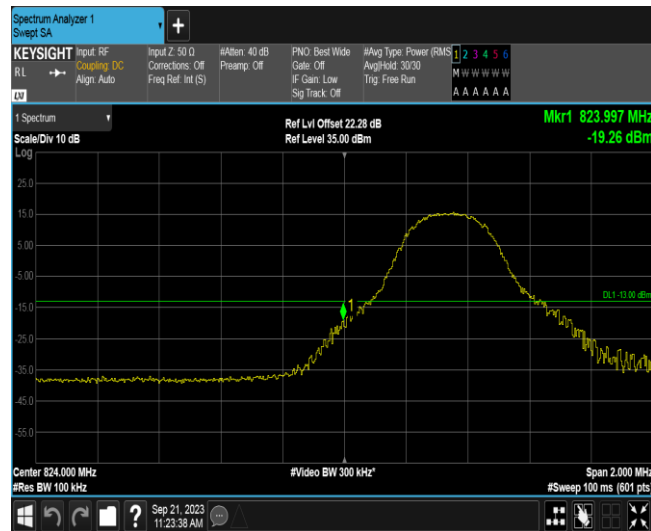 Spectrum Analyzer 1
Swept SA
KEYSIGHT
RL
LXI
Input: RF
Coupling: DC
Align: Auto
Input Z: 50 Ω
Corrections: Off
Freq Ref: Int (S)
#Atten: 40 dB
Preamp: Off
PNO: Best Wide
Gate: Off
IF Gain: Low
Sig Track: Off
#Avg Type: Power (RMS
Avg|Hold: 30/30
Trig: Free Run
1 2 3 4 5 6
M W W W W W
A A A A A A
1 Spectrum
Scale/Div 10 dB
Log
Ref Lvl Offset 22.28 dB
Ref Level 35.00 dBm
Mkr1 823.997 MHz
-19.26 dBm
25.0
15.0
5.00
-5.00
-15.0
-25.0
-35.0
-45.0
-55.0
1
DL1 -13.00 dBm
Center 824.000 MHz
#Res BW 100 kHz
#Video BW 300 kHz*
Span 2.000 MHz
#Sweep 100 ms (601 pts)
?
Sep 21, 2023
11:23:38 AM